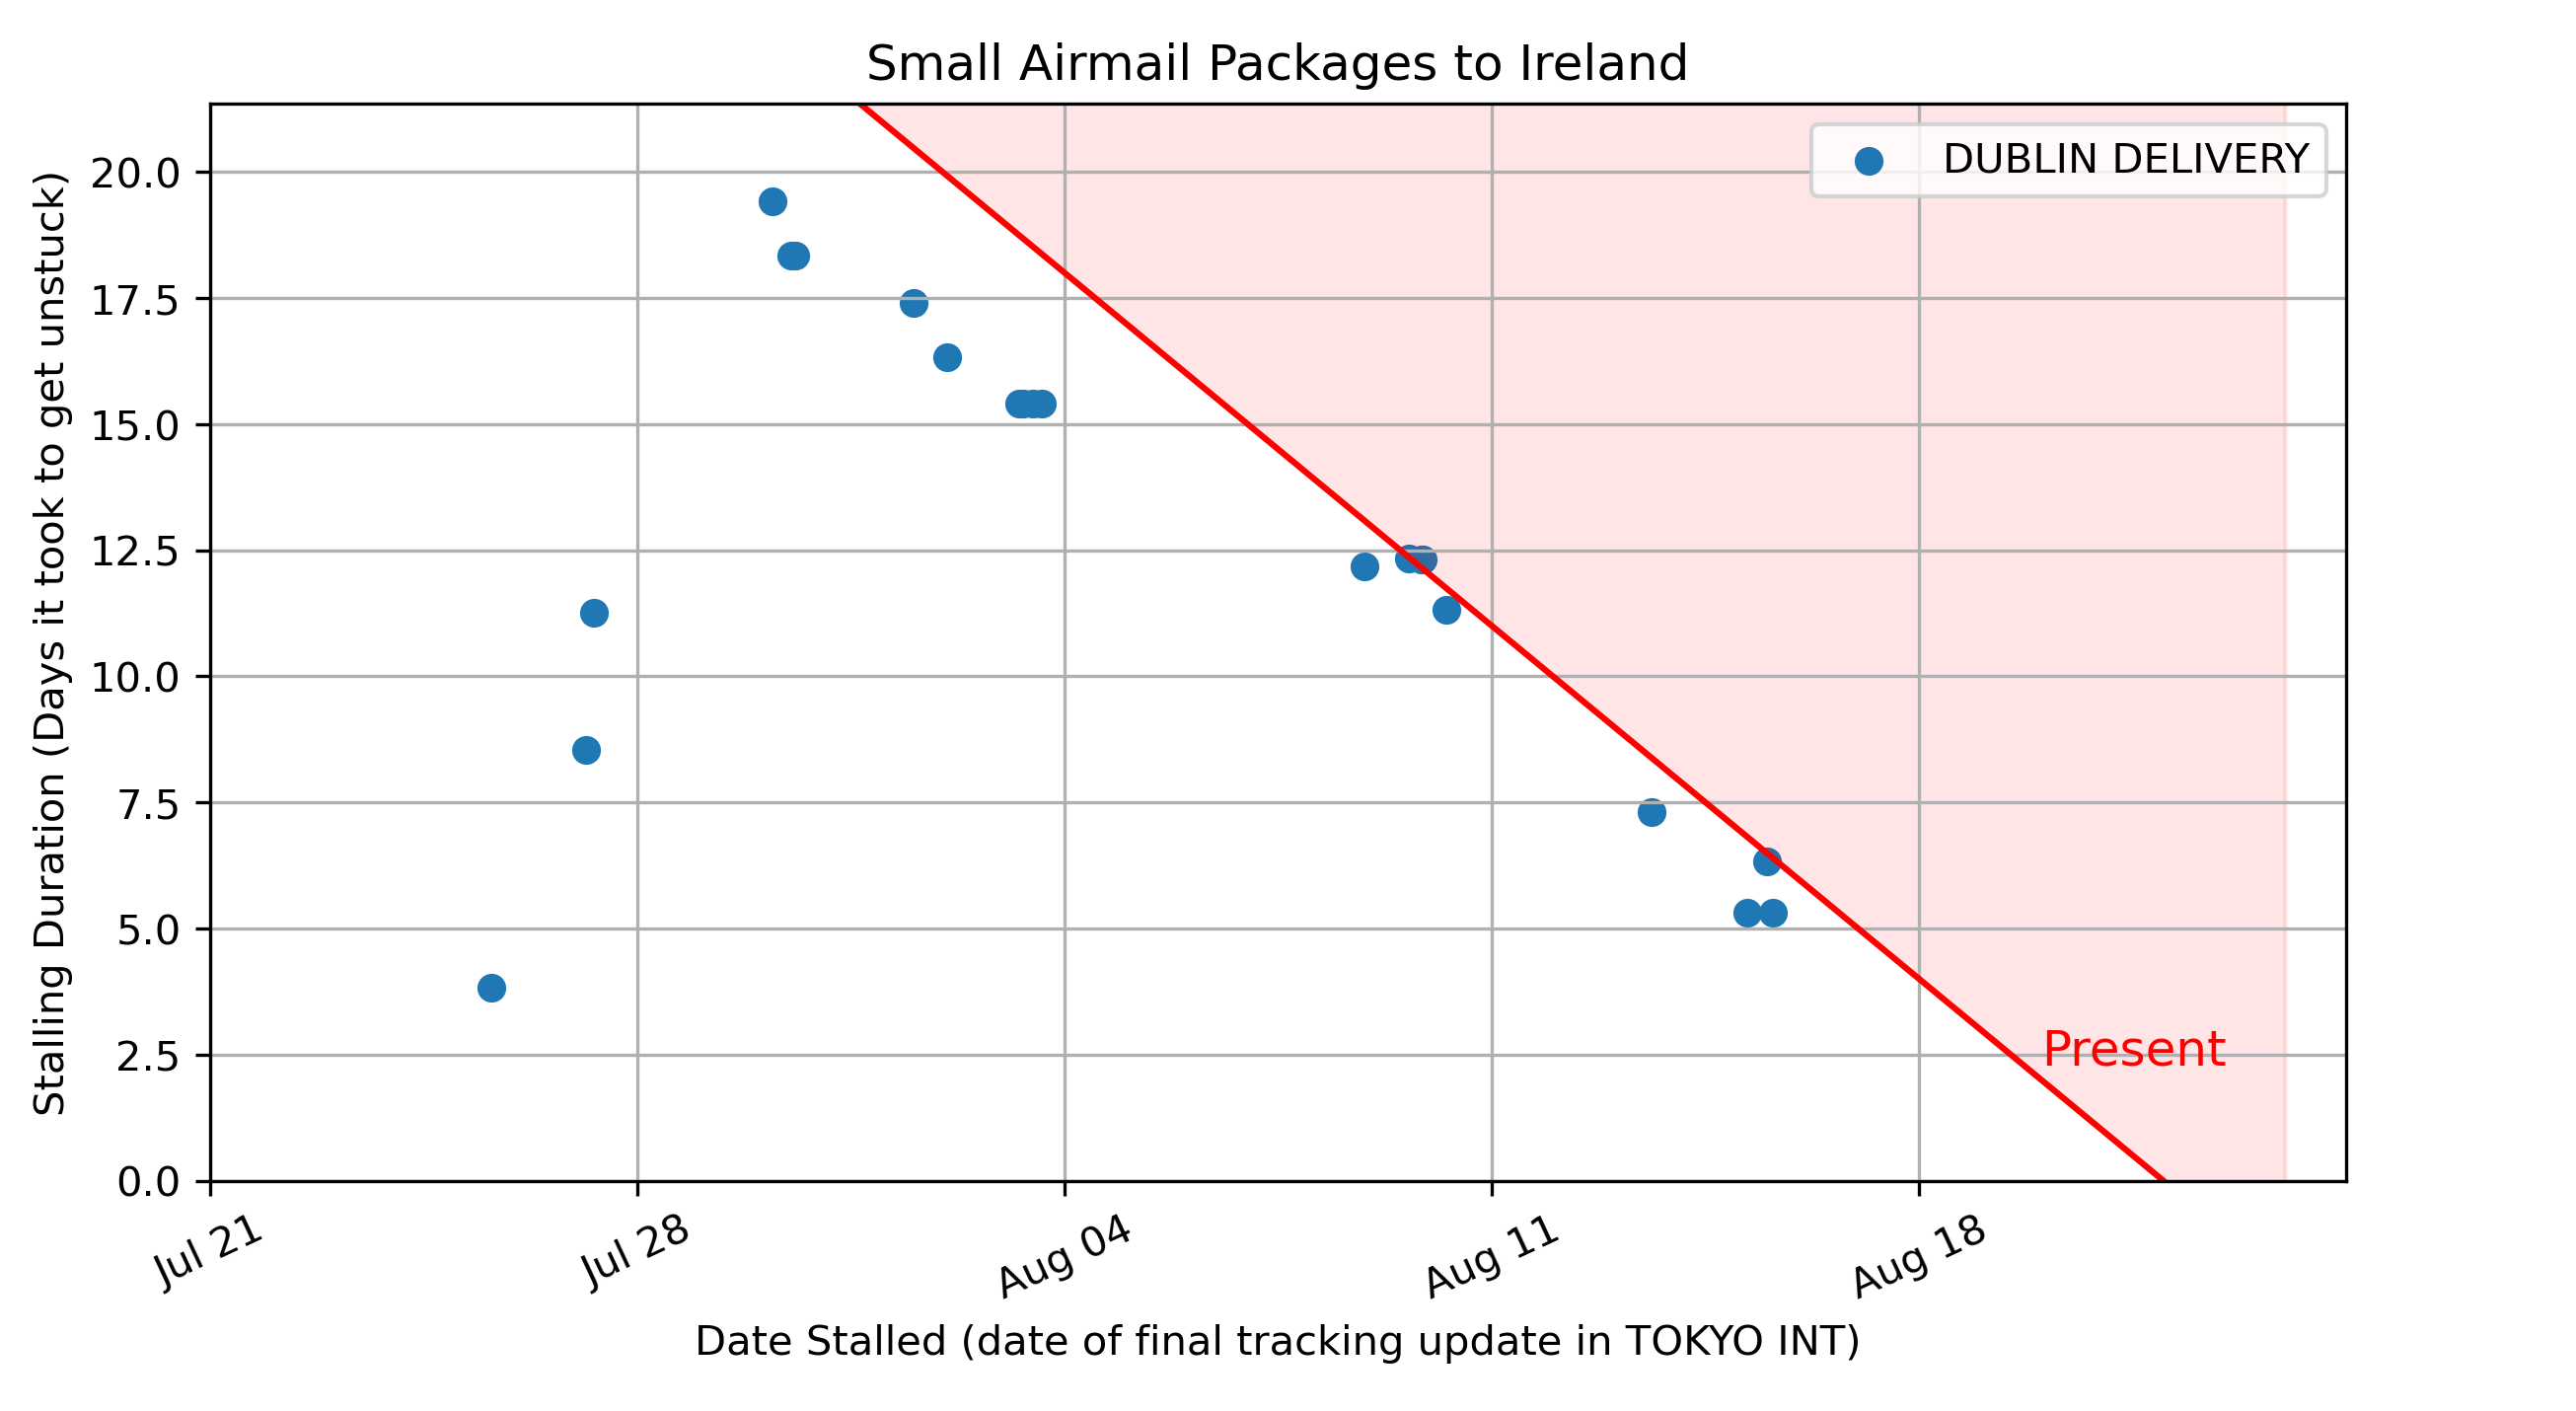 Small Airmail Packages to Ireland
DUBLIN DELIVERY
Stalling Duration (Days it took to get unstuck)
20.0
17.5
15.0
12.5
10.0
7.5
5.0
2.5
0.0
Present
Jul 21
Jul 28
Aug 04
Aug 11
Aug 18
Date Stalled (date of final tracking update in TOKYO INT)